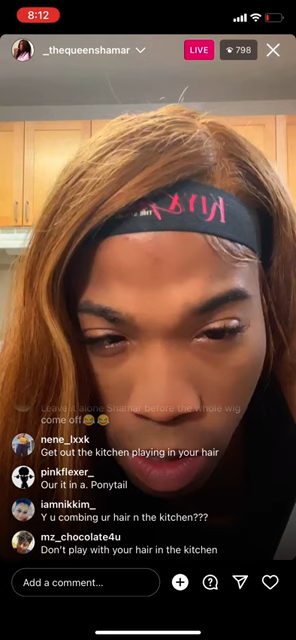 8:12
_thequeenshamar
LIVE
798
Leave it alone Shamar before the whole wig
come off😂😂
nene_lxxk
Get out the kitchen playing in your hair
pinkflexer_
Our it in a. Ponytail
iamnikkim_
Y u combing ur hair n the kitchen???
mz_chocolate4u
Don't play with your hair in the kitchen
Add a comment...